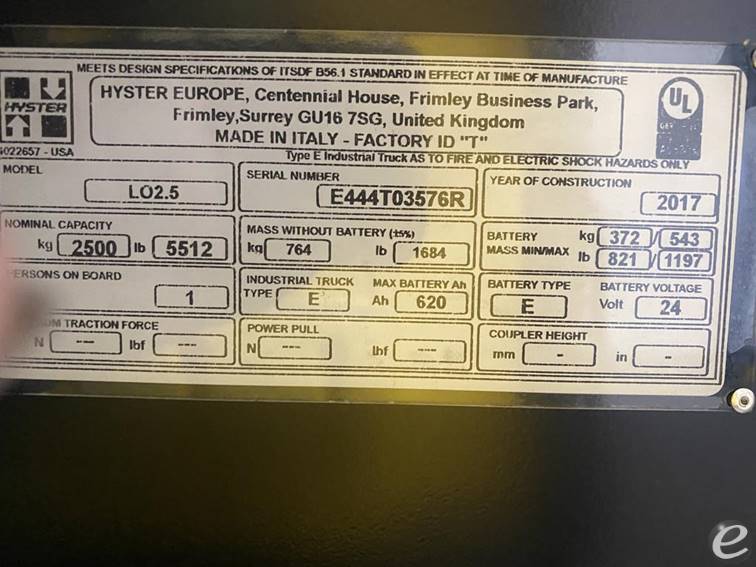 MEETS DESIGN SPECIFICATIONS OF ITSDF B56.1 STANDARD IN EFFECT AT TIME OF MANUFACTURE
HYSTER
HYSTER EUROPE, Centennial House, Frimley Business Park,
Frimley, Surrey GU16 7SG, United Kingdom
MADE IN ITALY - FACTORY ID "T"
UL
4022657 - USA
Type E Industrial Truck AS TO FIRE AND ELECTRIC SHOCK HAZARDS ONLY
MODEL
LO2.5
SERIAL NUMBER
E444T03576R
YEAR OF CONSTRUCTION
2017
NOMINAL CAPACITY
kg 2500 lb 5512
MASS WITHOUT BATTERY (±5%)
kg 764 lb 1684
BATTERY kg 372 / 543
MASS MIN/MAX lb 821 / 1197
PERSONS ON BOARD
1
INDUSTRIAL TRUCK
TYPE E
MAX BATTERY Ah
Ah 620
BATTERY TYPE
E
BATTERY VOLTAGE
Volt 24
TRACTION FORCE
N --- lbf ---
POWER PULL
N --- lbf ---
COUPLER HEIGHT
mm - in -
e